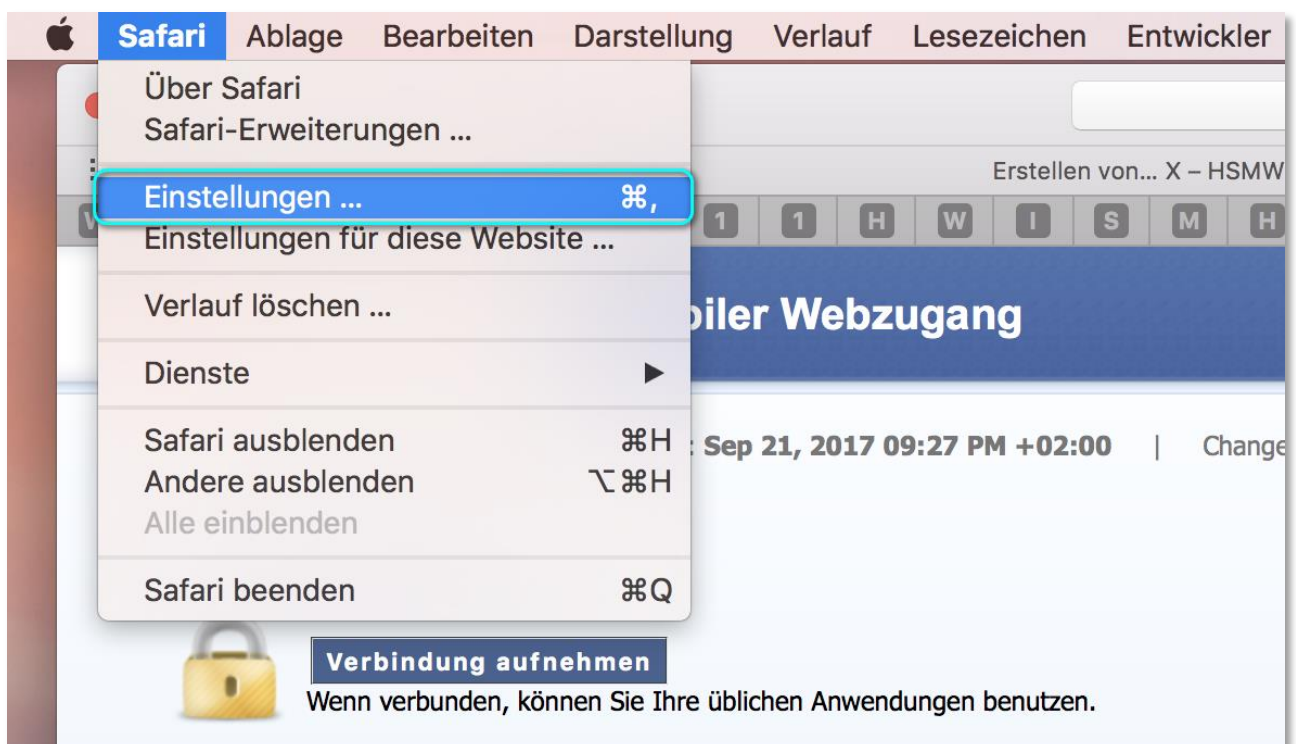 Safari Ablage Bearbeiten Darstellung Verlauf Lesezeichen Entwickler
Über Safari
Safari-Erweiterungen ...
Erstellen von... X – HSMW
Einstellungen ... ⌘,
1 1 H W I S M H
Einstellungen für diese Website ...
Verlauf löschen ...
Webzugang
Dienste ▶
Safari ausblenden ⌘H
Sep 21, 2017 09:27 PM +02:00 | Change
Andere ausblenden ⌥⌘H
Alle einblenden
Safari beenden ⌘Q
Verbindung aufnehmen
Wenn verbunden, können Sie Ihre üblichen Anwendungen benutzen.